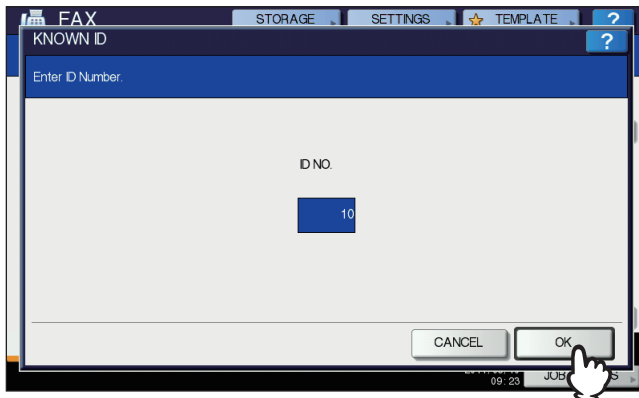 FAX
STORAGE
SETTINGS
TEMPLATE
?
KNOWN ID
?
Enter ID Number.
ID NO.
10
CANCEL
OK
09:23
JOB